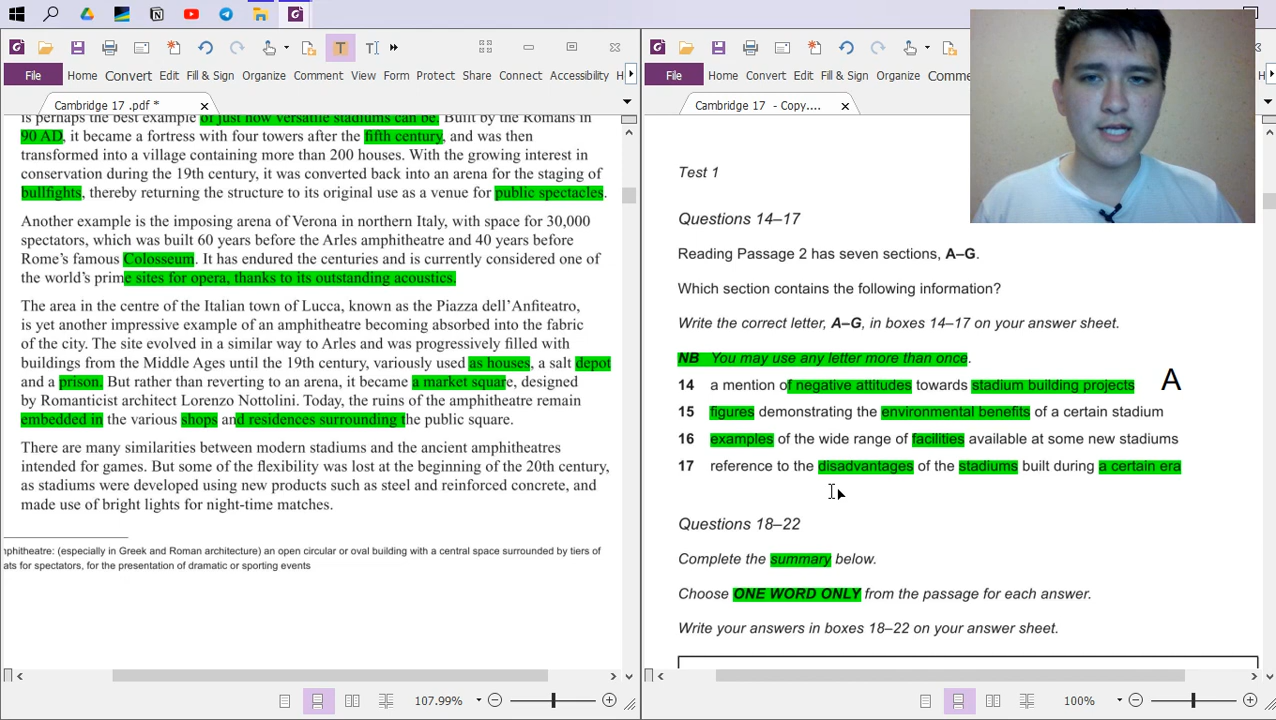 File Home Convert Edit Fill & Sign Organize Comment View Form Protect Share Connect Accessibility H
Cambridge 17 .pdf *
is perhaps the best example of just how versatile stadiums can be. Built by the Romans in
90 AD, it became a fortress with four towers after the fifth century, and was then
transformed into a village containing more than 200 houses. With the growing interest in
conservation during the 19th century, it was converted back into an arena for the staging of
bullfights, thereby returning the structure to its original use as a venue for public spectacles.
Another example is the imposing arena of Verona in northern Italy, with space for 30,000
spectators, which was built 60 years before the Arles amphitheatre and 40 years before
Rome's famous Colosseum. It has endured the centuries and is currently considered one of
the world's prime sites for opera, thanks to its outstanding acoustics.
The area in the centre of the Italian town of Lucca, known as the Piazza dell'Anfiteatro,
is yet another impressive example of an amphitheatre becoming absorbed into the fabric
of the city. The site evolved in a similar way to Arles and was progressively filled with
buildings from the Middle Ages until the 19th century, variously used as houses, a salt depot
and a prison. But rather than reverting to an arena, it became a market square, designed
by Romanticist architect Lorenzo Nottolini. Today, the ruins of the amphitheatre remain
embedded in the various shops and residences surrounding the public square.
There are many similarities between modern stadiums and the ancient amphitheatres
intended for games. But some of the flexibility was lost at the beginning of the 20th century,
as stadiums were developed using new products such as steel and reinforced concrete, and
made use of bright lights for night-time matches.
nphitheatre: (especially in Greek and Roman architecture) an open circular or oval building with a central space surrounded by tiers of
ats for spectators, for the presentation of dramatic or sporting events
107.99%
File Home Convert Edit Fill & Sign Organize Comme
Cambridge 17 - Copy....
Test 1
Questions 14–17
Reading Passage 2 has seven sections, A–G.
Which section contains the following information?
Write the correct letter, A–G, in boxes 14–17 on your answer sheet.
NB You may use any letter more than once.
14 a mention of negative attitudes towards stadium building projects A
15 figures demonstrating the environmental benefits of a certain stadium
16 examples of the wide range of facilities available at some new stadiums
17 reference to the disadvantages of the stadiums built during a certain era
Questions 18–22
Complete the summary below.
Choose ONE WORD ONLY from the passage for each answer.
Write your answers in boxes 18–22 on your answer sheet.
100%